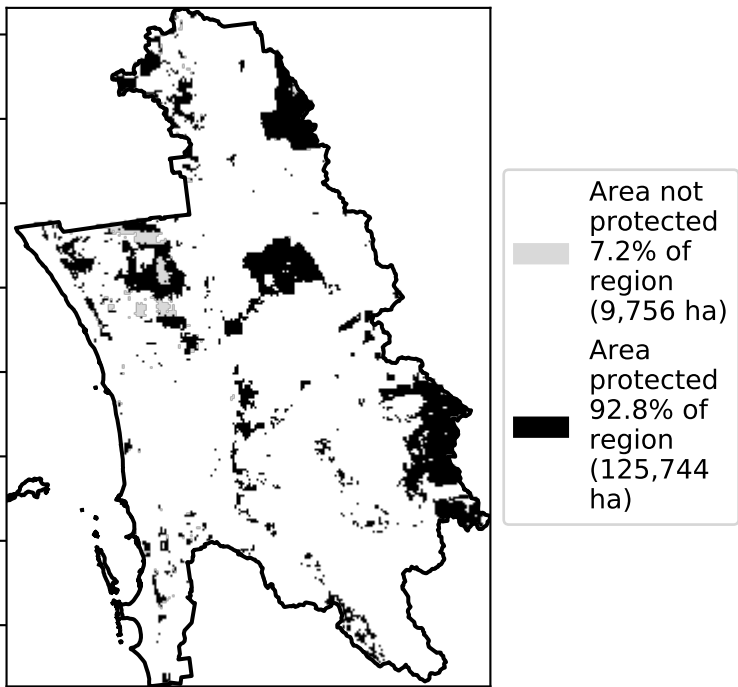 Area not
protected
7.2% of
region
(9,756 ha)
Area
protected
92.8% of
region
(125,744
ha)